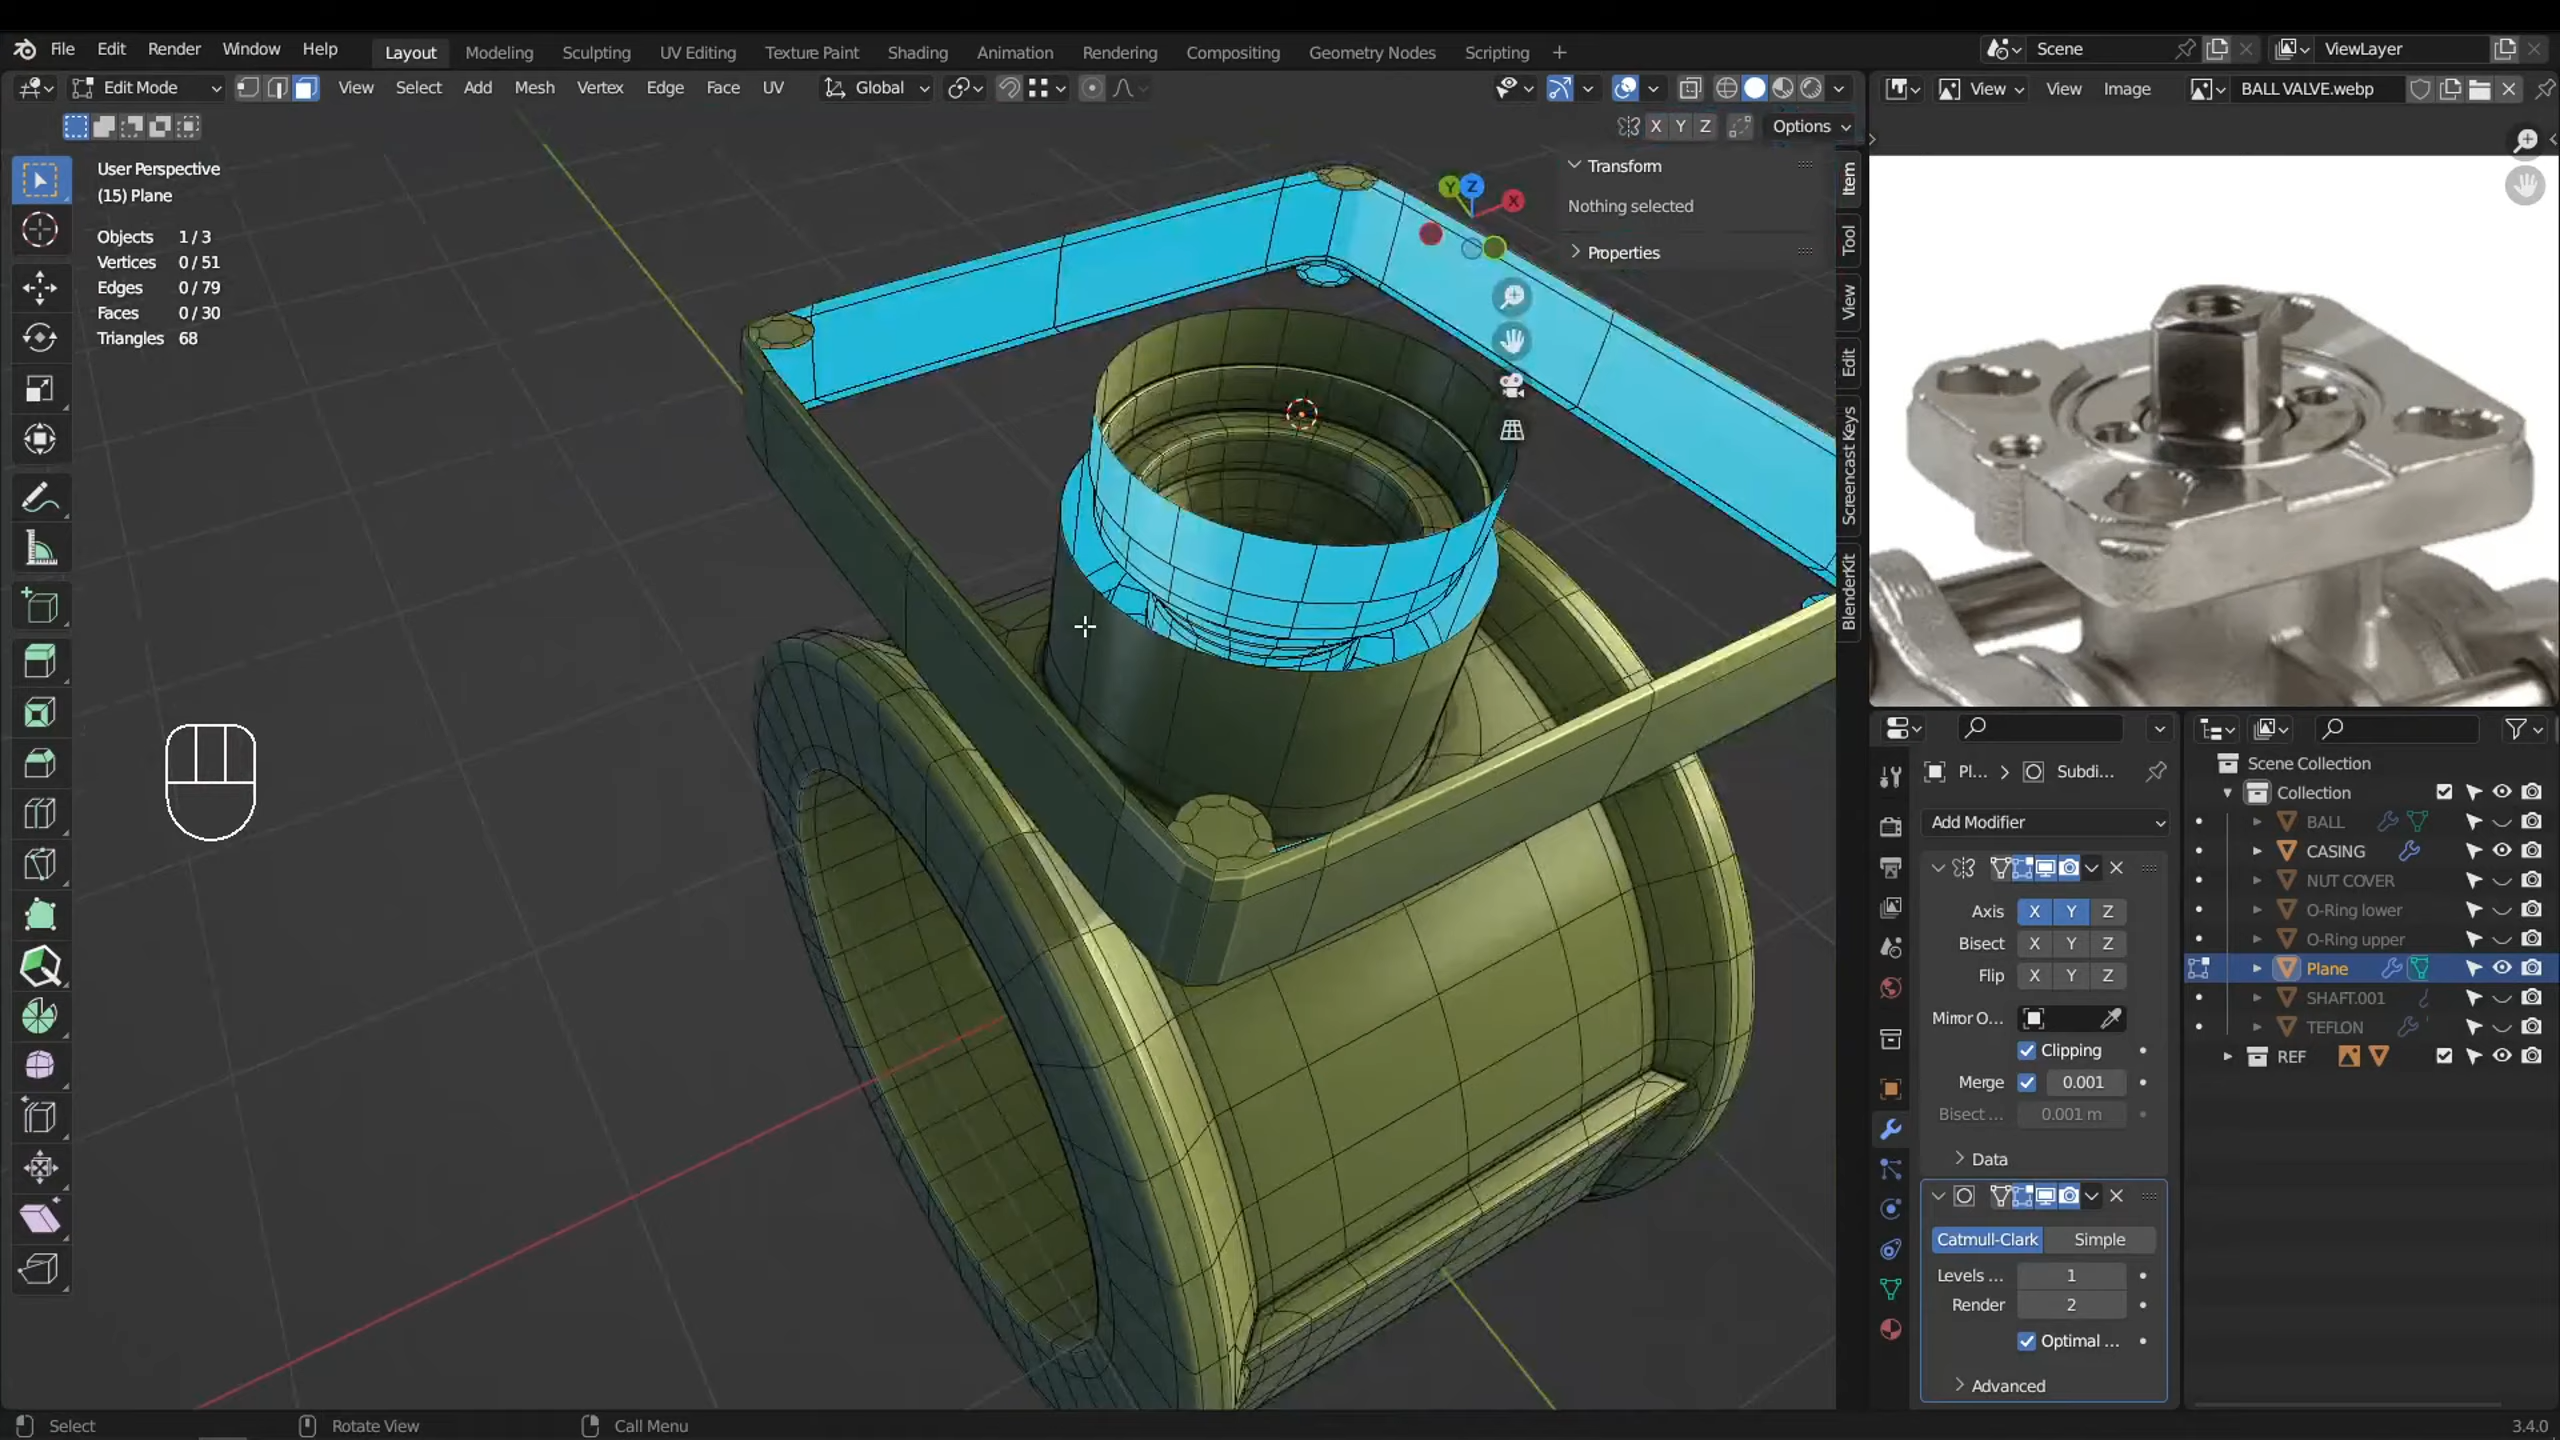 File Edit Render Window Help Layout Modeling Sculpting UV Editing Texture Paint Shading Animation Rendering Compositing Geometry Nodes Scripting + Scene ViewLayer
Edit Mode View Select Add Mesh Vertex Edge Face UV Global View View Image BALL VALVE.webp
X Y Z Options
User Perspective
(15) Plane
Objects 1 / 3
Vertices 0 / 51
Edges 0 / 79
Faces 0 / 30
Triangles 68
Transform
Nothing selected
Properties
Y Z X
Item
Tool
View
Edit
Screencast Keys
BlenderKit
Pl... > Subdi...
Add Modifier
Axis X Y Z
Bisect X Y Z
Flip X Y Z
Mirror O...
Clipping
Merge 0.001
Bisect ... 0.001 m
Data
Catmull-Clark Simple
Levels ... 1
Render 2
Optimal ...
Advanced
Scene Collection
Collection
BALL
CASING
NUT COVER
O-Ring lower
O-Ring upper
Plane
SHAFT.001
TEFLON
REF
Select Rotate View Call Menu 3.4.0